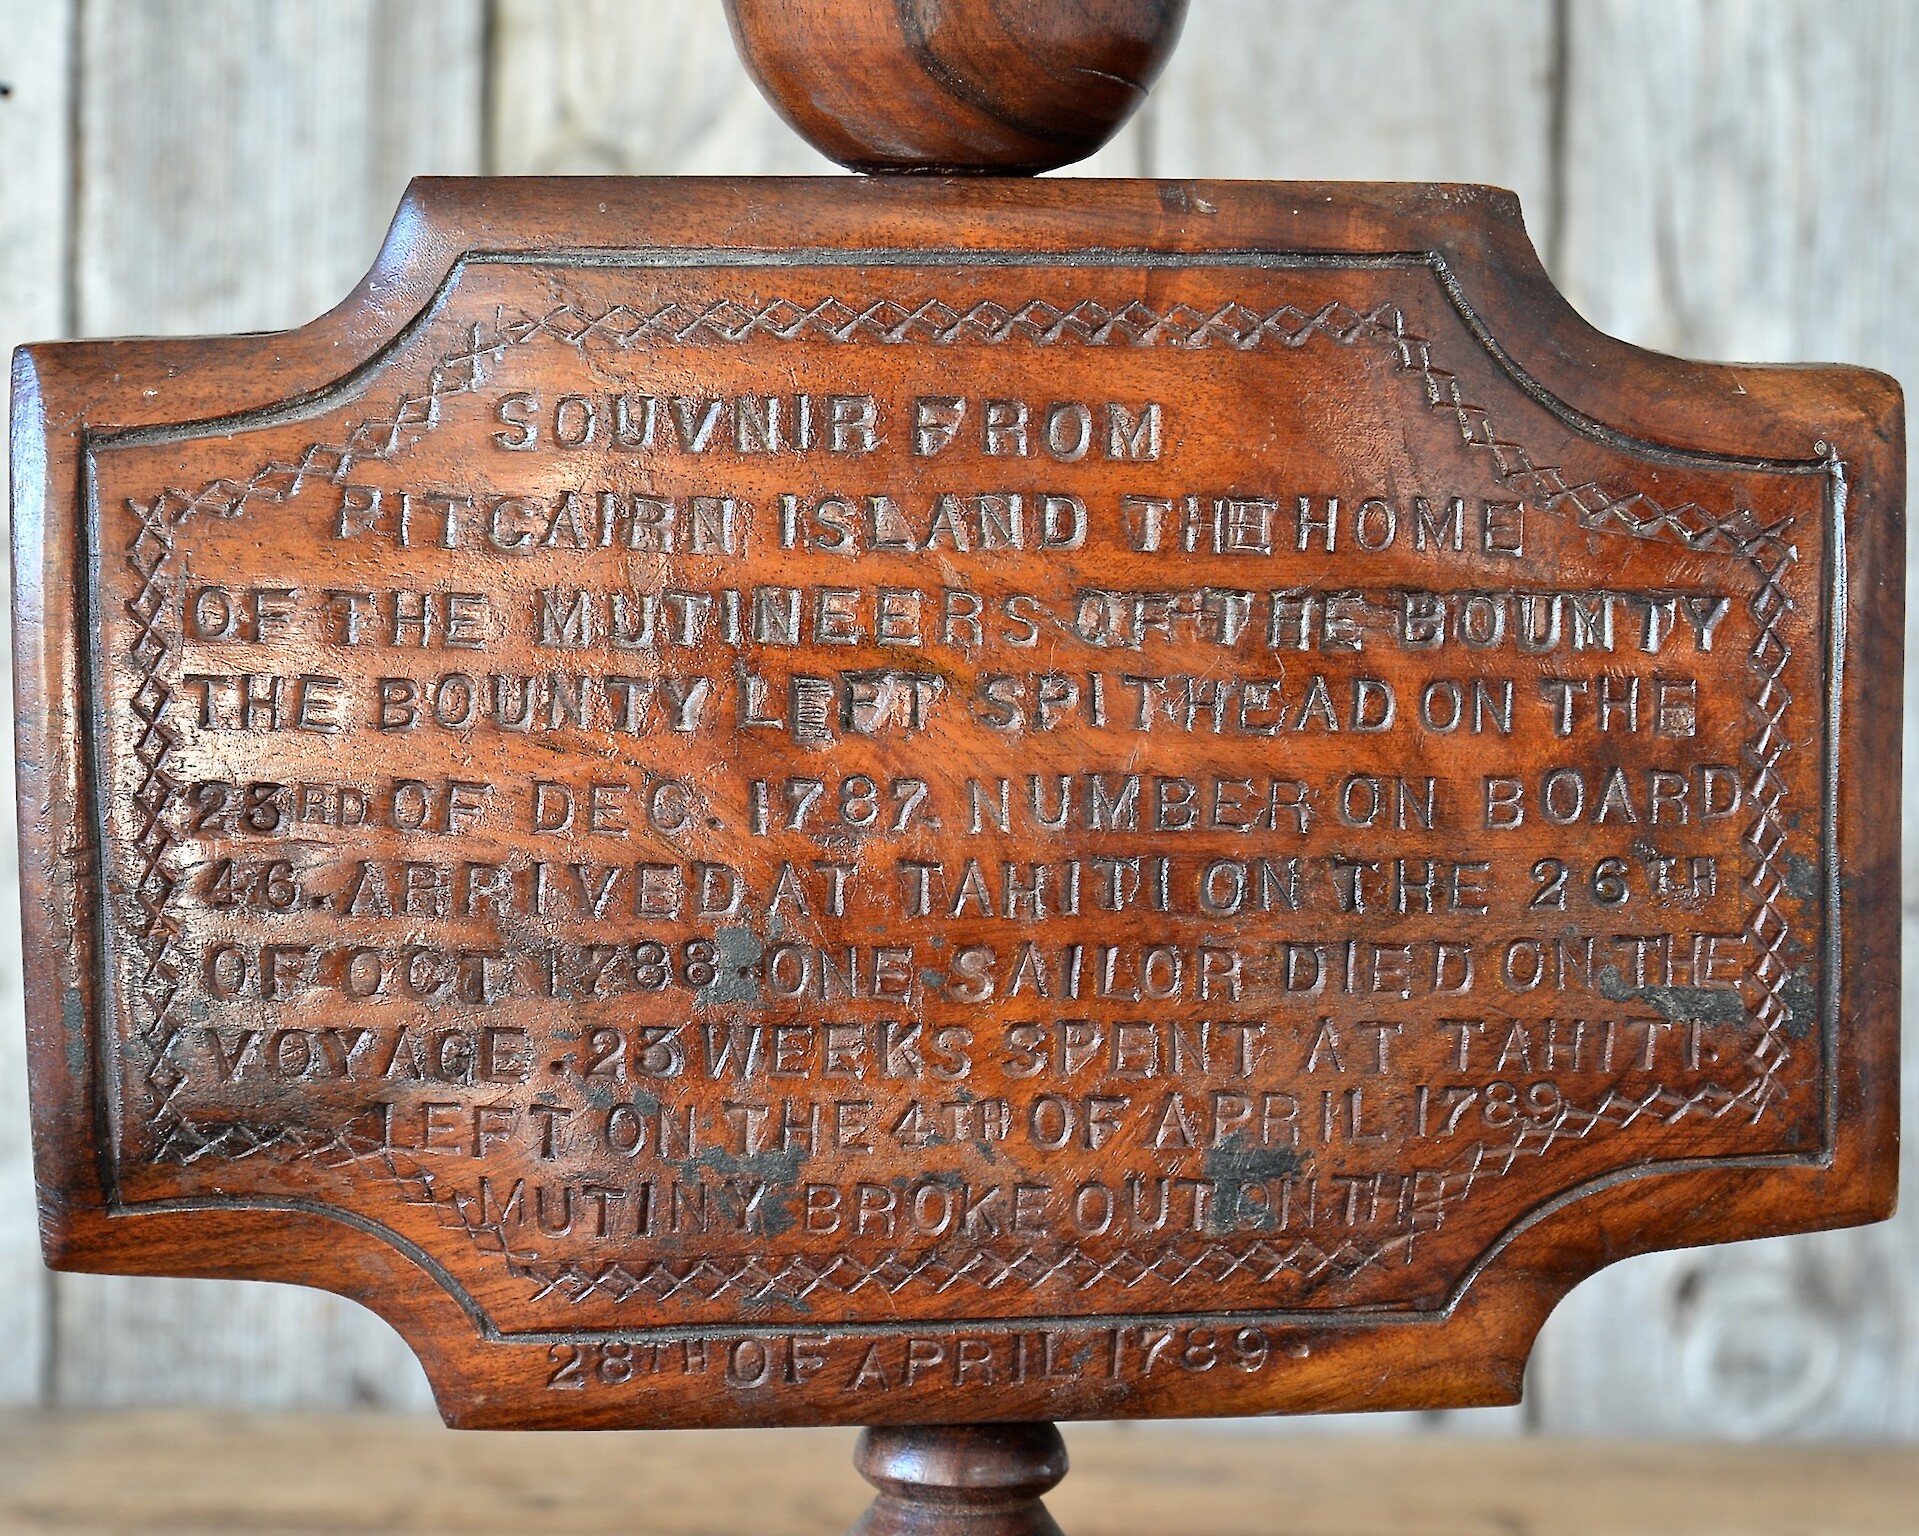 SOUVNIR FROM
PITCAIRN ISLAND THE HOME
OF THE MUTINEERS OF THE BOUNTY
THE BOUNTY LEFT SPITHEAD ON THE
23RD OF DEC. 1787. NUMBER ON BOARD
46. ARRIVED AT TAHITI ON THE 26TH
OF OCT 1788. ONE SAILOR DIED ON THE
VOYAGE. 23 WEEKS SPENT AT TAHITI.
LEFT ON THE 4TH OF APRIL 1789
MUTINY BROKE OUT ON THE
28TH OF APRIL 1789.